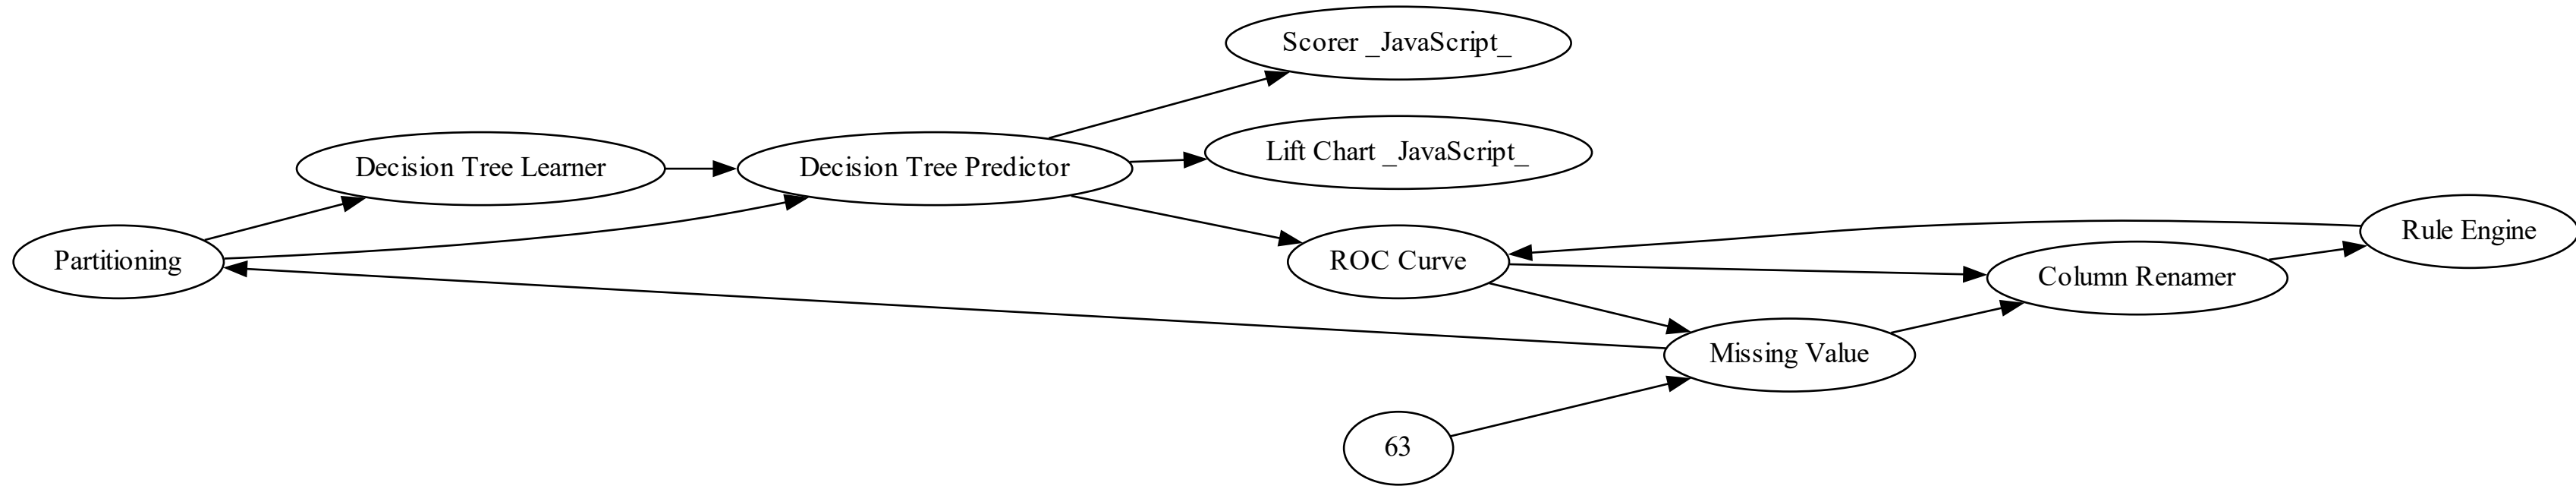 Scorer _JavaScript_
Lift Chart _JavaScript_
Decision Tree Learner
Decision Tree Predictor
Partitioning
ROC Curve
Rule Engine
Column Renamer
Missing Value
63